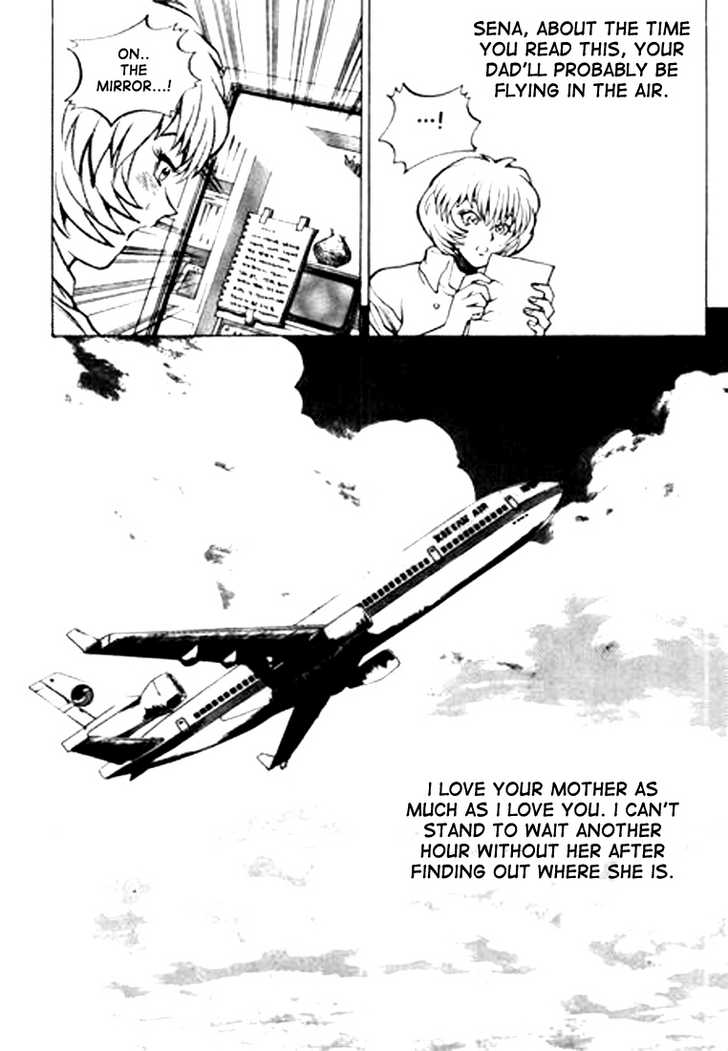 ON..
THE
MIRROR...!
SENA, ABOUT THE TIME
YOU READ THIS, YOUR
DAD'LL PROBABLY BE
FLYING IN THE AIR.
...!
KOREAN AIR
I LOVE YOUR MOTHER AS
MUCH AS I LOVE YOU. I CAN'T
STAND TO WAIT ANOTHER
HOUR WITHOUT HER AFTER
FINDING OUT WHERE SHE IS.